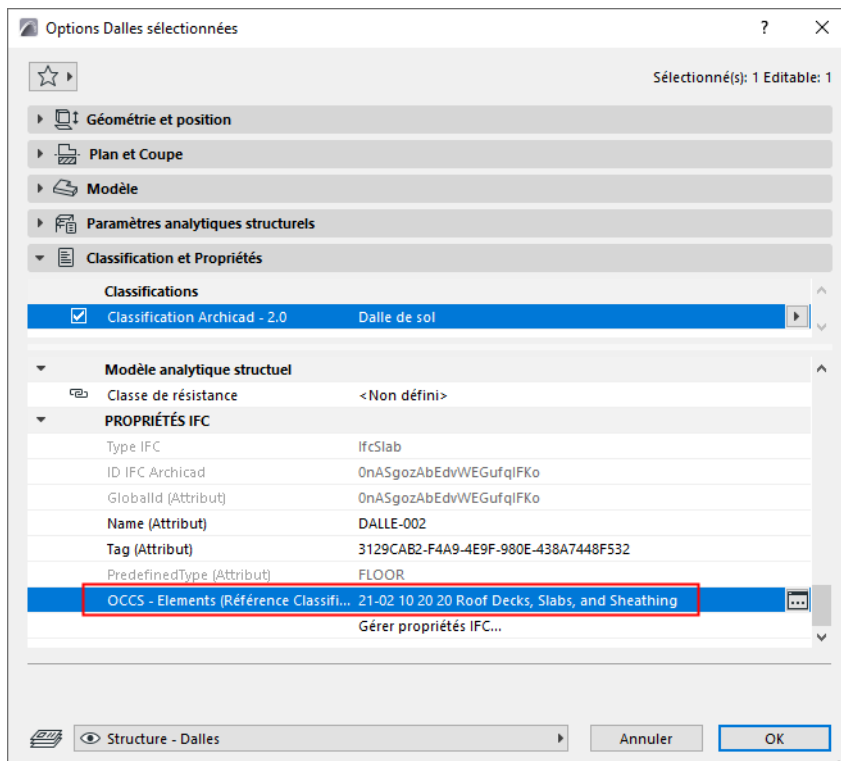 Options Dalles sélectionnées
?
Sélectionné(s): 1 Editable: 1
Géométrie et position
Plan et Coupe
Modèle
Paramètres analytiques structurels
Classification et Propriétés
Classifications
Classification Archicad - 2.0 Dalle de sol
Modèle analytique structuel
Classe de résistance <Non défini>
PROPRIÉTÉS IFC
Type IFC IfcSlab
ID IFC Archicad 0nASgozAbEdvWEGufqIFKo
GlobalId (Attribut) 0nASgozAbEdvWEGufqIFKo
Name (Attribut) DALLE-002
Tag (Attribut) 3129CAB2-F4A9-4E9F-980E-438A7448F532
PredefinedType (Attribut) FLOOR
OCCS - Elements (Référence Classifi... 21-02 10 20 20 Roof Decks, Slabs, and Sheathing
Gérer propriétés IFC...
Structure - Dalles
Annuler
OK